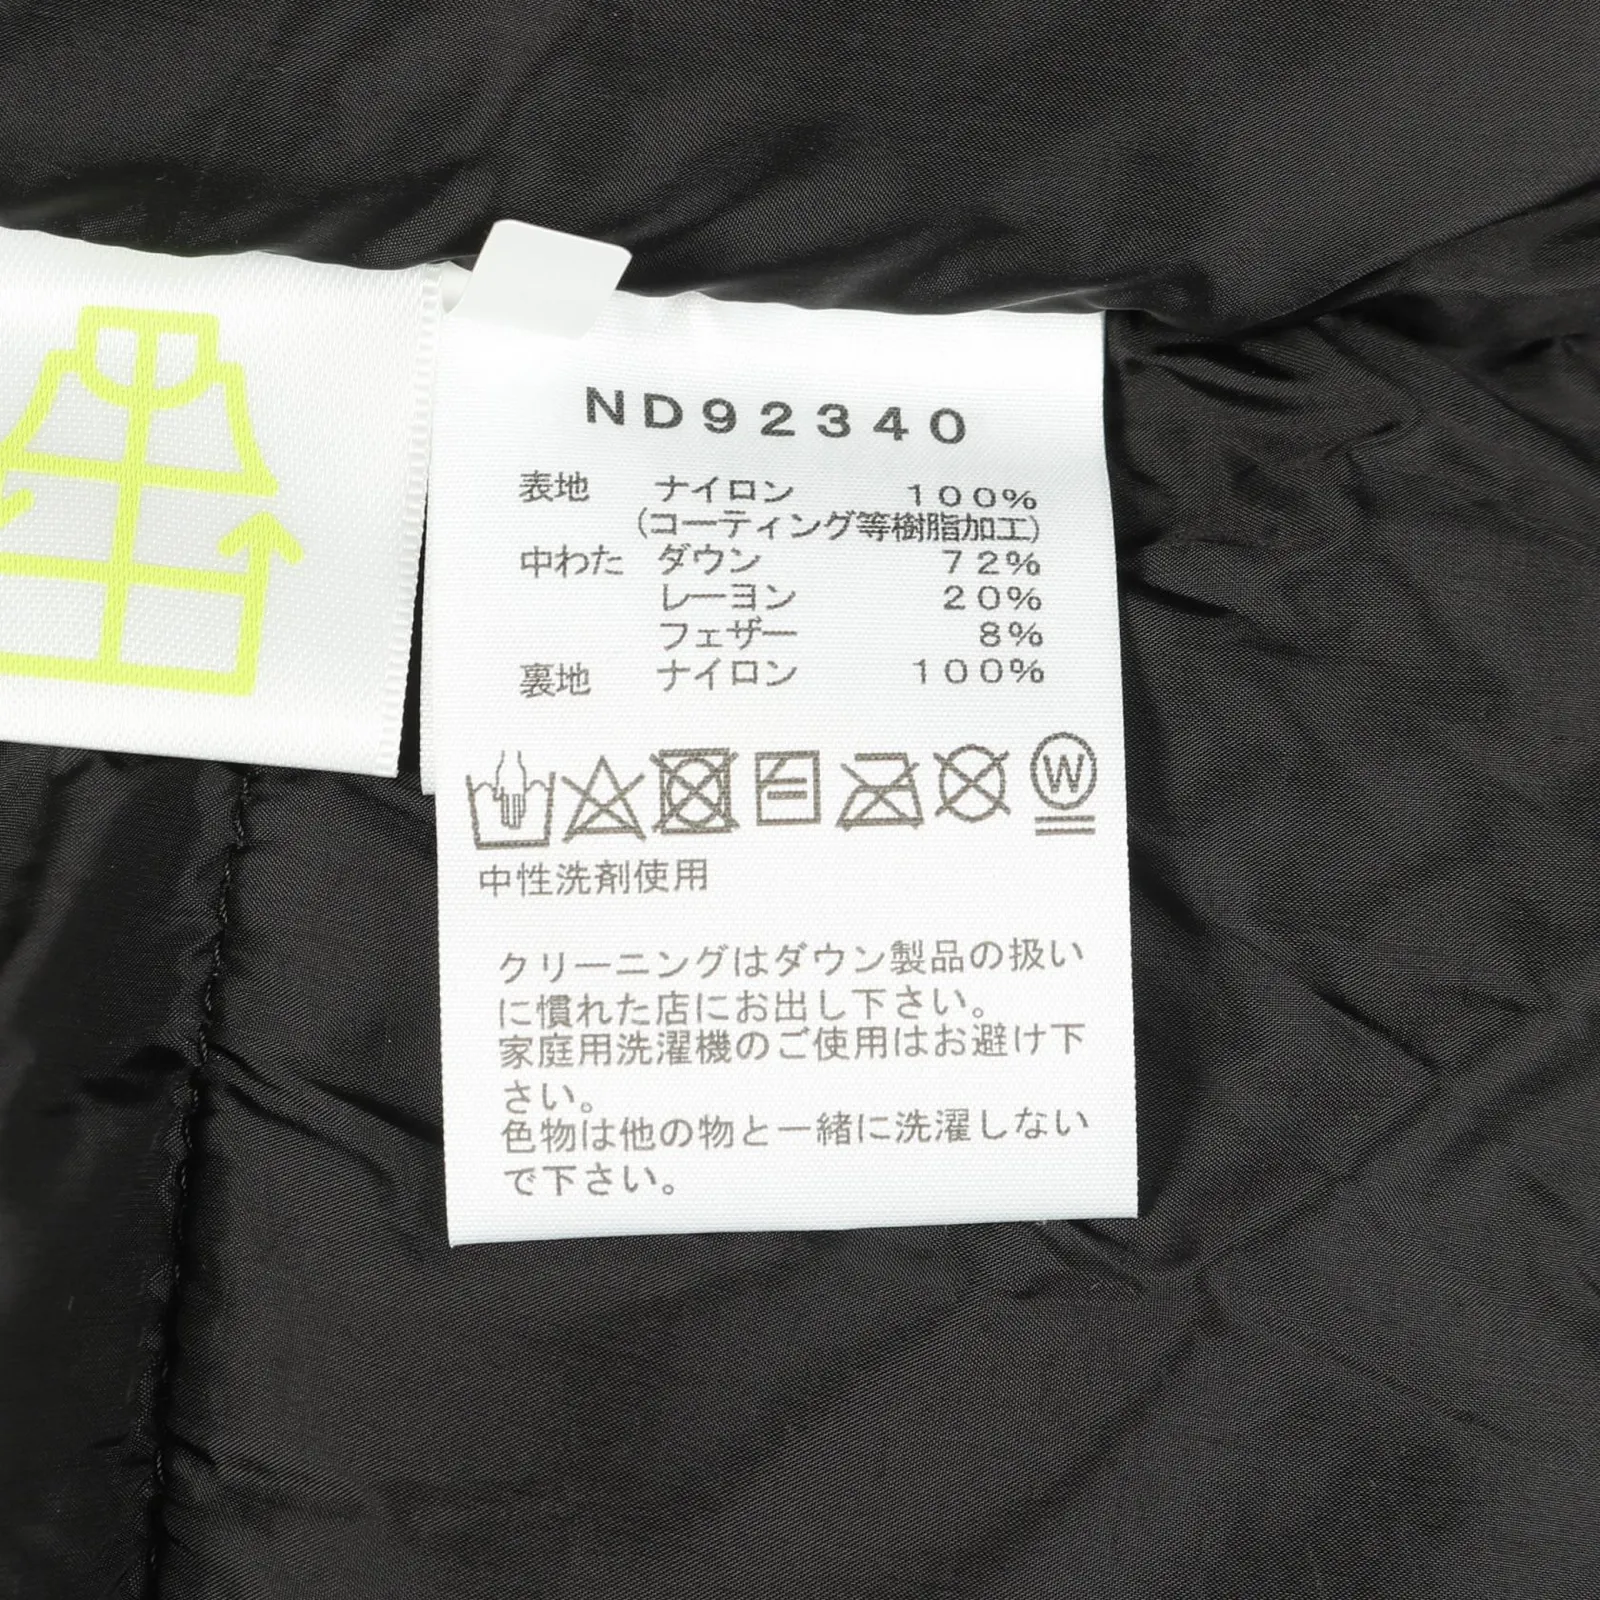 ND92340
表地 ナイロン 100%
(コーティング等樹脂加工)
中わた ダウン 72%
レーヨン 20%
フェザー 8%
裏地 ナイロン 100%
W
中性洗剤使用
クリーニングはダウン製品の扱い
に慣れた店にお出し下さい。
家庭用洗濯機のご使用はお避け下
さい。
色物は他の物と一緒に洗濯しない
で下さい。